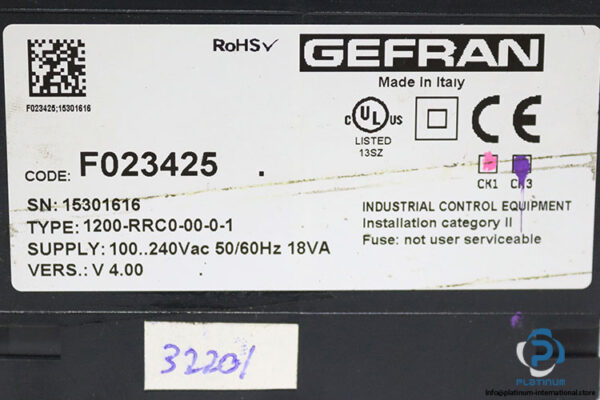 RoHS✓
GEFRAN
Made in Italy
F023425;15301616
C UL US
LISTED
13SZ
CE
CODE: F023425 .
CK1 CK3
SN: 15301616
TYPE: 1200-RRC0-00-0-1
SUPPLY: 100..240Vac 50/60Hz 18VA
VERS.: V 4.00
INDUSTRIAL CONTROL EQUIPMENT
Installation category II
Fuse: not user serviceable
32201
PLATINUM
info@platinum-international.store